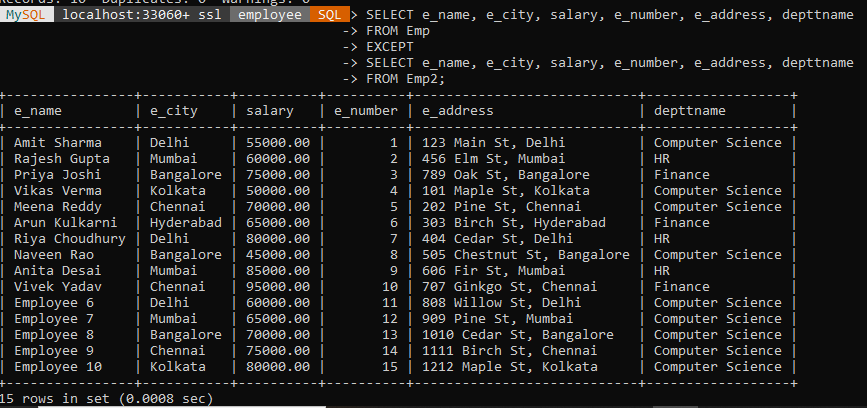 Records: 10  Duplicates: 0  Warnings: 0
MySQL  localhost:33060+ ssl  employee  SQL > SELECT e_name, e_city, salary, e_number, e_address, depttname
-> FROM Emp
-> EXCEPT
-> SELECT e_name, e_city, salary, e_number, e_address, depttname
-> FROM Emp2;
+----------------+-----------+----------+----------+----------------------------+------------------+
| e_name         | e_city    | salary   | e_number | e_address                  | depttname        |
+----------------+-----------+----------+----------+----------------------------+------------------+
| Amit Sharma    | Delhi     | 55000.00 |        1 | 123 Main St, Delhi         | Computer Science |
| Rajesh Gupta   | Mumbai    | 60000.00 |        2 | 456 Elm St, Mumbai         | HR               |
| Priya Joshi    | Bangalore | 75000.00 |        3 | 789 Oak St, Bangalore      | Finance          |
| Vikas Verma    | Kolkata   | 50000.00 |        4 | 101 Maple St, Kolkata      | Computer Science |
| Meena Reddy    | Chennai   | 70000.00 |        5 | 202 Pine St, Chennai       | Computer Science |
| Arun Kulkarni  | Hyderabad | 65000.00 |        6 | 303 Birch St, Hyderabad    | Finance          |
| Riya Choudhury | Delhi     | 80000.00 |        7 | 404 Cedar St, Delhi        | HR               |
| Naveen Rao     | Bangalore | 45000.00 |        8 | 505 Chestnut St, Bangalore | Computer Science |
| Anita Desai    | Mumbai    | 85000.00 |        9 | 606 Fir St, Mumbai         | HR               |
| Vivek Yadav    | Chennai   | 95000.00 |       10 | 707 Ginkgo St, Chennai     | Finance          |
| Employee 6     | Delhi     | 60000.00 |       11 | 808 Willow St, Delhi       | Computer Science |
| Employee 7     | Mumbai    | 65000.00 |       12 | 909 Pine St, Mumbai        | Computer Science |
| Employee 8     | Bangalore | 70000.00 |       13 | 1010 Cedar St, Bangalore   | Computer Science |
| Employee 9     | Chennai   | 75000.00 |       14 | 1111 Birch St, Chennai     | Computer Science |
| Employee 10    | Kolkata   | 80000.00 |       15 | 1212 Maple St, Kolkata     | Computer Science |
+----------------+-----------+----------+----------+----------------------------+------------------+
15 rows in set (0.0008 sec)